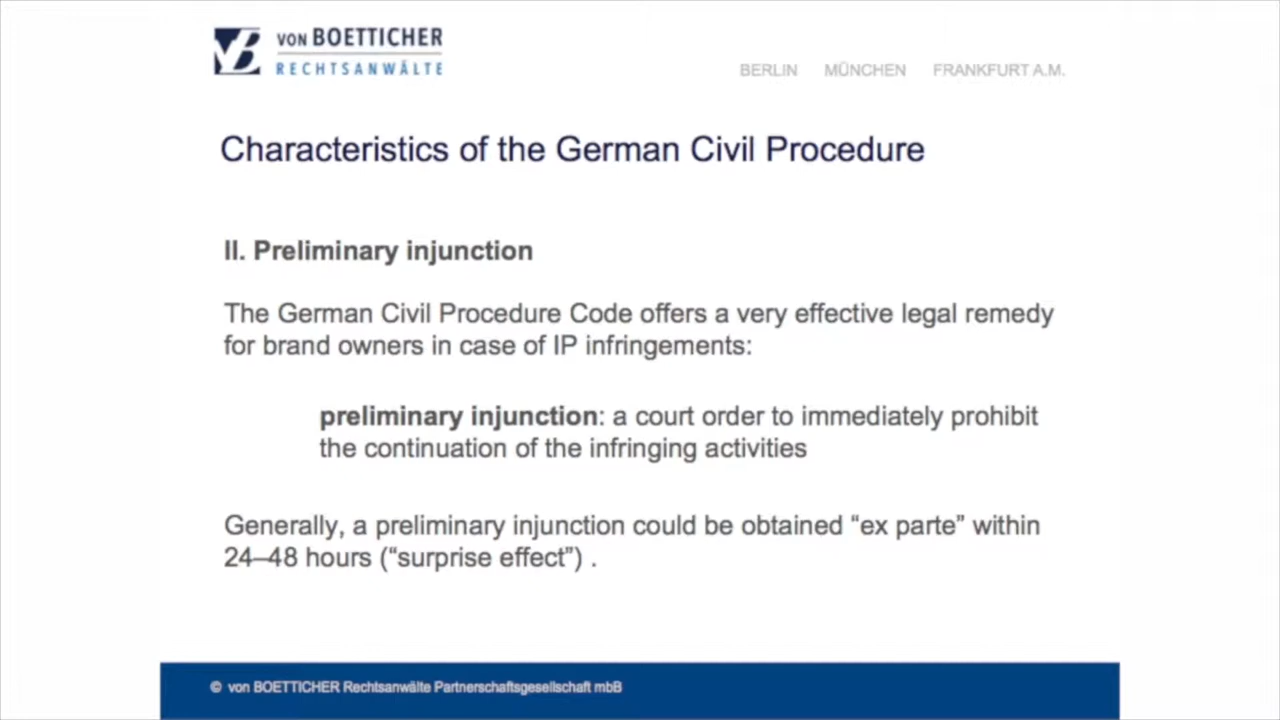 VON BOETTICHER
RECHTSANWÄLTE
BERLIN MÜNCHEN FRANKFURT A.M.
Characteristics of the German Civil Procedure
II. Preliminary injunction
The German Civil Procedure Code offers a very effective legal remedy
for brand owners in case of IP infringements:
preliminary injunction: a court order to immediately prohibit
the continuation of the infringing activities
Generally, a preliminary injunction could be obtained “ex parte” within
24–48 hours (“surprise effect”) .
© von BOETTICHER Rechtsanwälte Partnerschaftsgesellschaft mbB